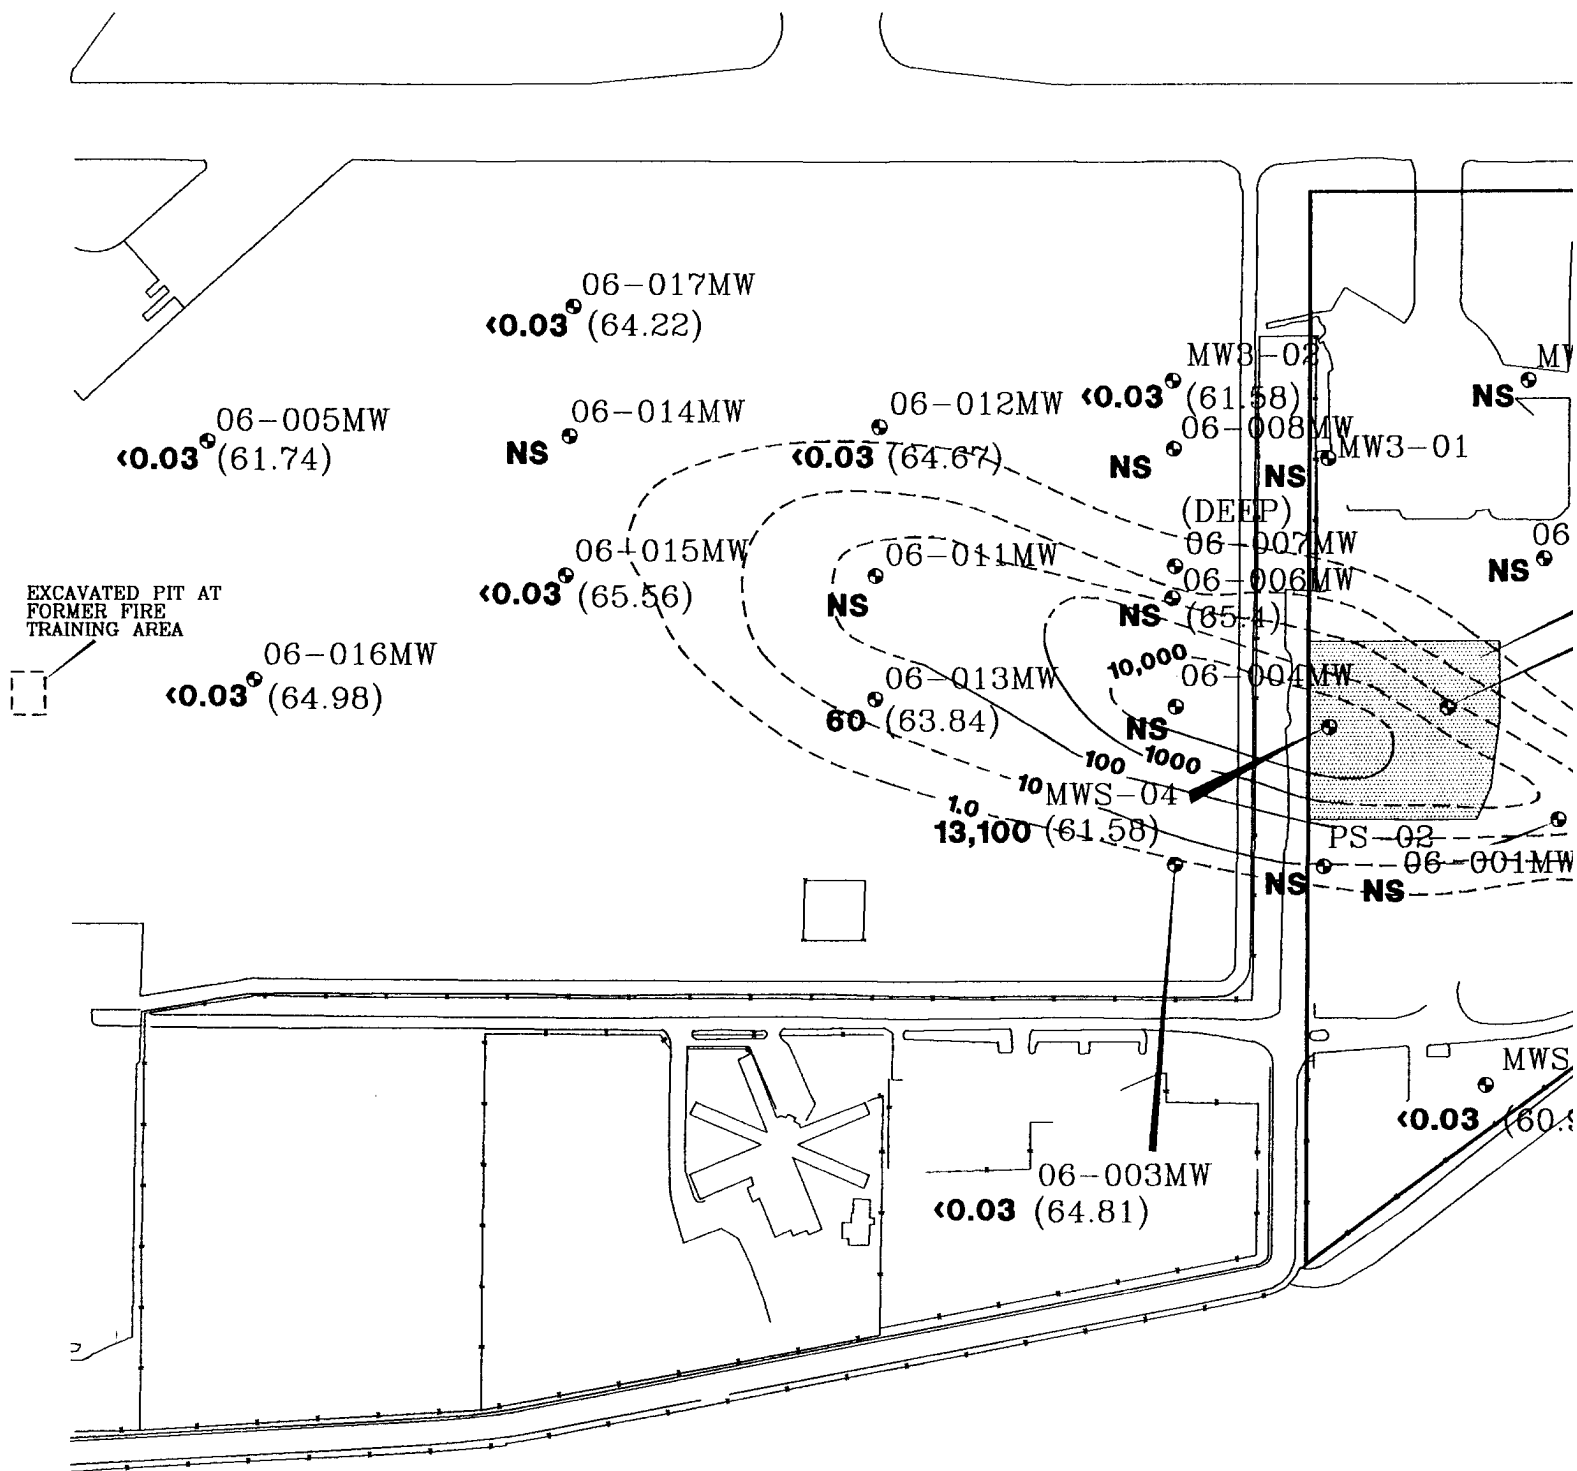 06-017MW
<0.03 (64.22)
MW3-02
<0.03 (61.58)
MW
NS
06-005MW
<0.03 (61.74)
06-014MW
NS
06-012MW
<0.03 (64.67)
06-008MW
NS
(DEEP)
MW3-01
NS
06-007MW
06-006MW
NS (65.4)
06
NS
06-015MW
<0.03 (65.56)
06-011MW
NS
EXCAVATED PIT AT
FORMER FIRE
TRAINING AREA
06-016MW
<0.03 (64.98)
06-013MW
60 (63.84)
10,000
06-004MW
NS
1000
100
10
1.0
MWS-04
13,100 (61.58)
PS-02
NS
06-001MW
NS
MWS
<0.03 (60.9
06-003MW
<0.03 (64.81)